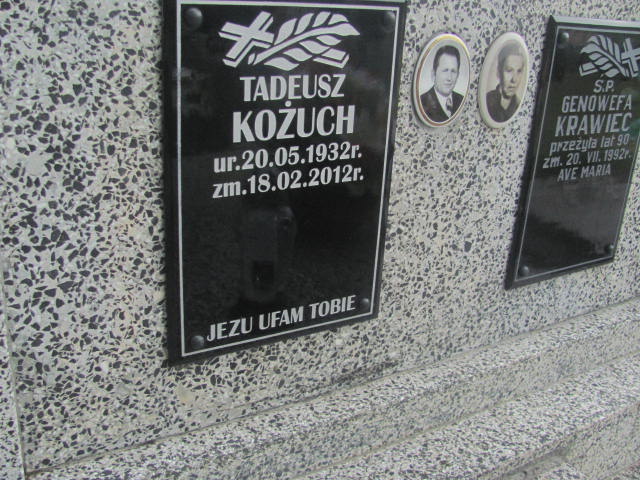 TADEUSZ
KOŻUCH
ur.20.05.1932r.
zm.18.02.2012r.
JEZU UFAM TOBIE
Ś.P.
GENOWEFA
KRAWIEC
przeżyła lat 90
zm. 20. VII. 1992r.
AVE MARIA